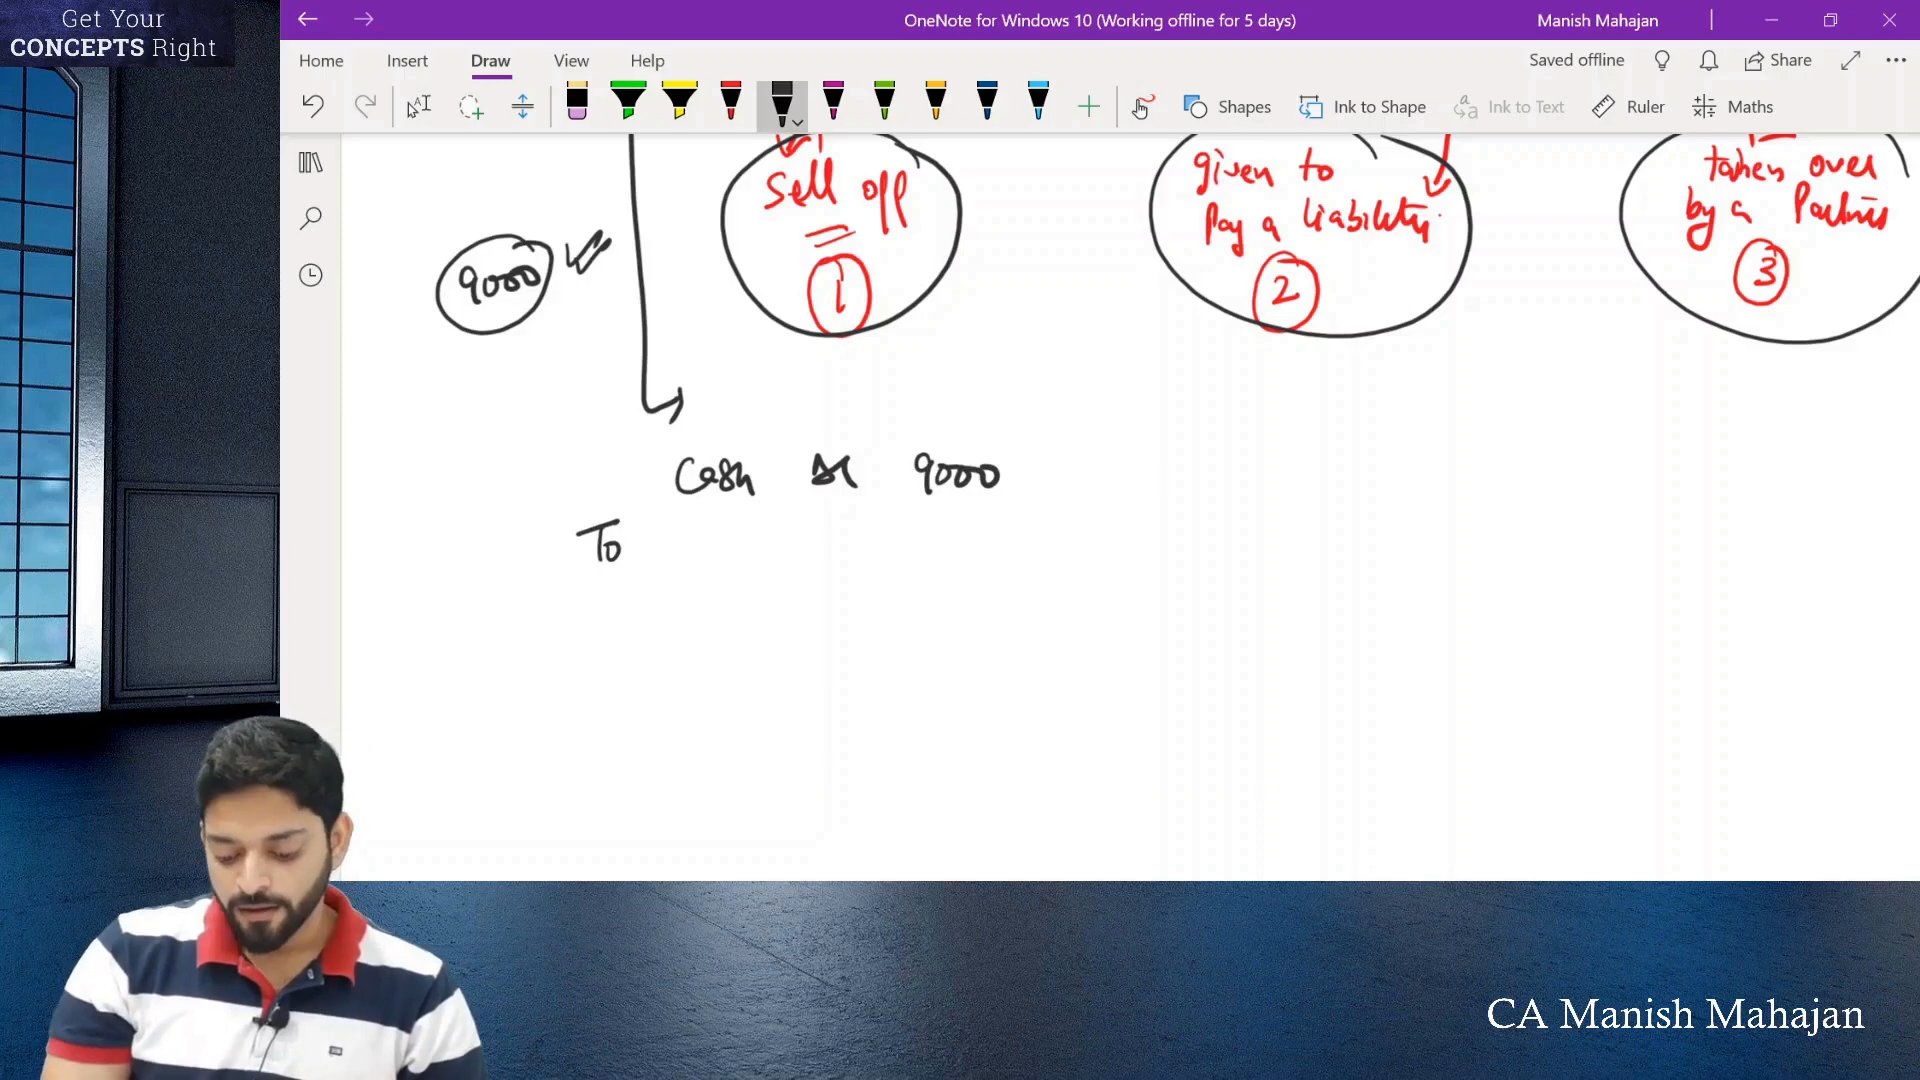 Get Your
CONCEPTS Right
OneNote for Windows 10 (Working offline for 5 days)
Manish Mahajan
Home
Insert
Draw
View
Help
Saved offline
Share
Shapes
Ink to Shape
Ink to Text
Ruler
Maths
Sell off
1
given to
Pay a liability
2
taken over
by a Partner
3
9000
Cash Dr 9000
To
CA Manish Mahajan